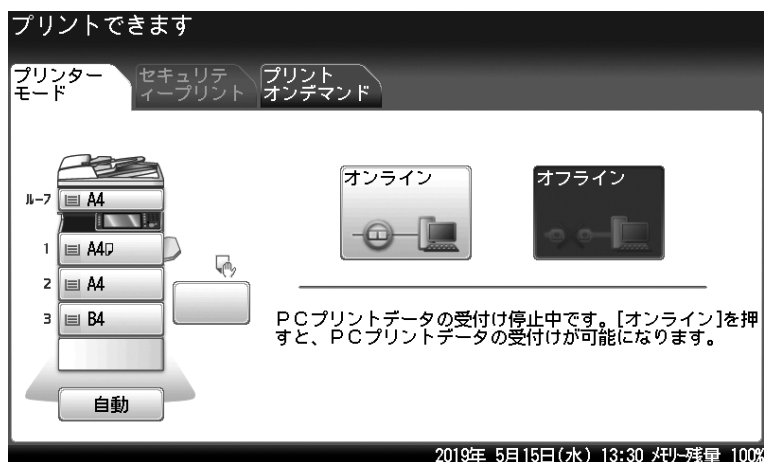 プリントできます
プリンター
モード
セキュリテ
ィープリント
プリント
オンデマンド
ﾙｰﾌ A4
1 A4
2 A4
3 B4
自動
オンライン
オフライン
ＰＣプリントデータの受付け停止中です。[オンライン]を押
すと、ＰＣプリントデータの受付けが可能になります。
2019年 5月15日(水) 13:30 ﾒﾓﾘｰ残量 100%